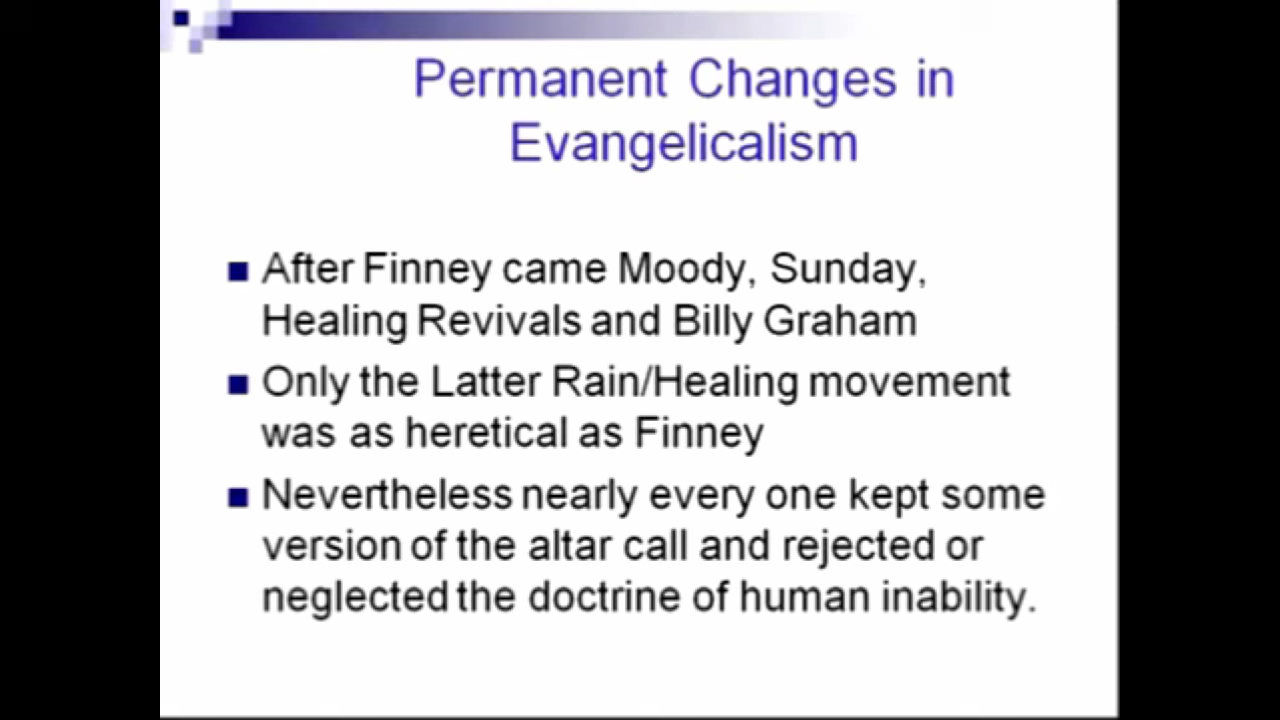 Permanent Changes in
Evangelicalism
After Finney came Moody, Sunday,
Healing Revivals and Billy Graham
Only the Latter Rain/Healing movement
was as heretical as Finney
Nevertheless nearly every one kept some
version of the altar call and rejected or
neglected the doctrine of human inability.